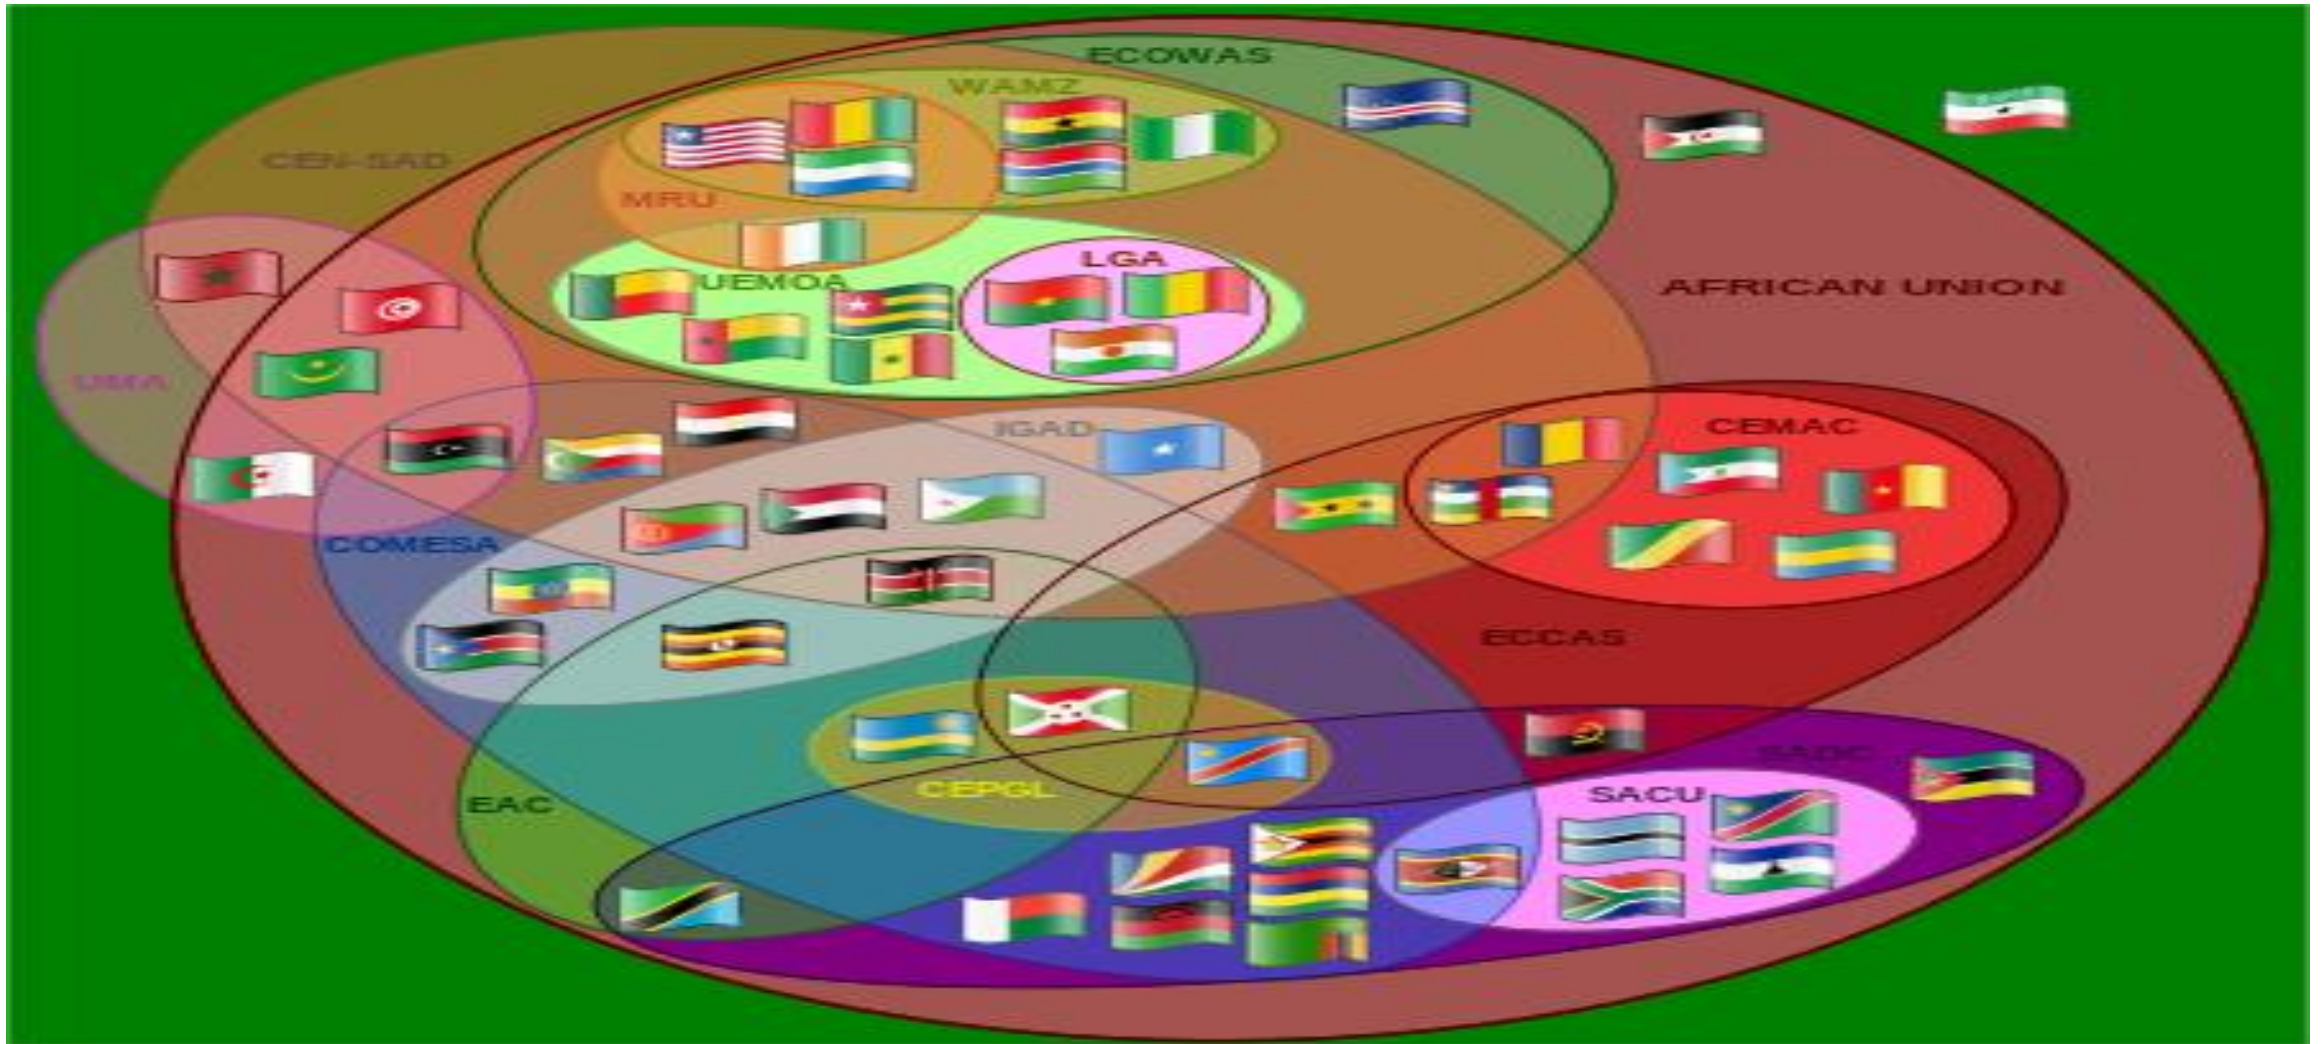 ECOWAS
WAMZ
CEN-SAD
MRU
LGA
UEMOA
AFRICAN UNION
UMA
IGAD
CEMAC
COMESA
ECCAS
SADC
CEPGL
SACU
EAC